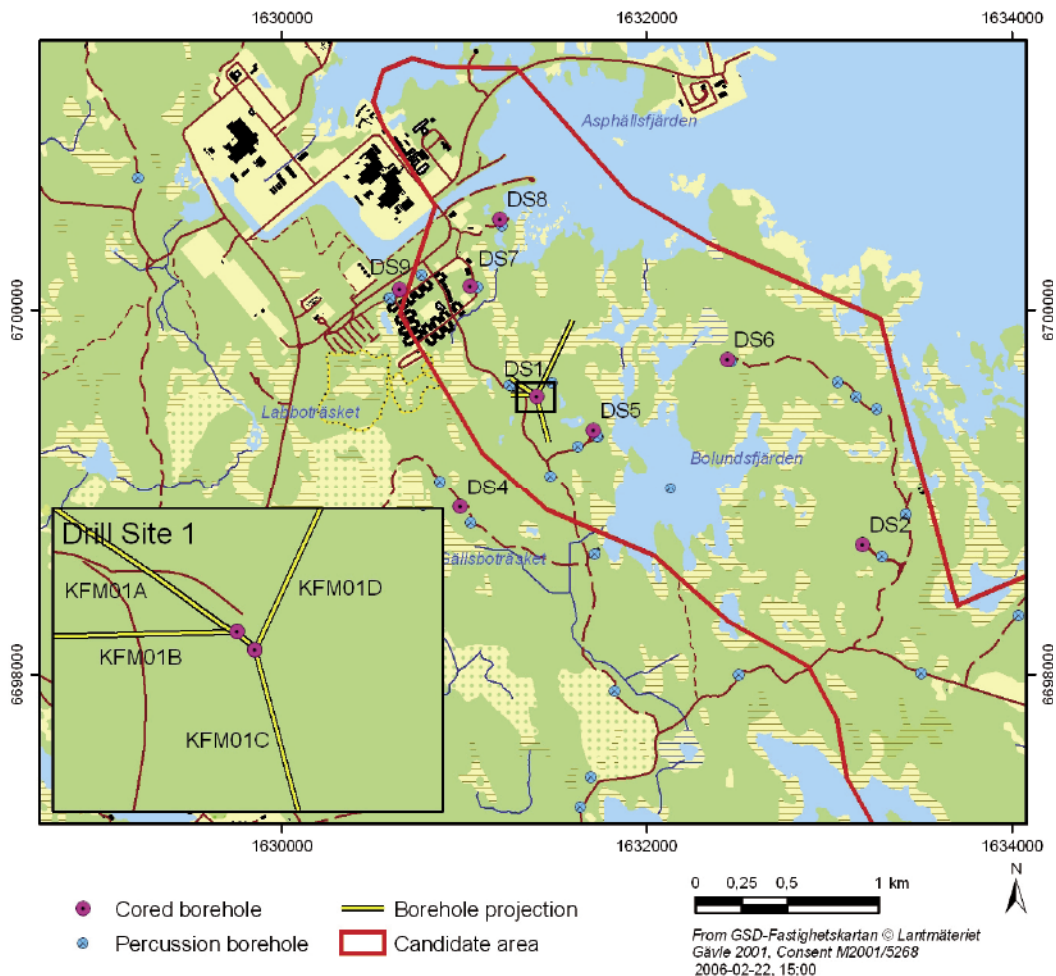 1630000 1632000 1634000
Asphällsfjärden
DS8
DS9 DS7
6700000 6700000
DS6
DS1
Labboträsket
DS5
Bolundsfjärden
DS4
DS2
Gällsboträsket
Drill Site 1
KFM01A KFM01D
KFM01B
KFM01C
6698000 6698000
1630000 1632000 1634000
Cored borehole
Percussion borehole
Borehole projection
Candidate area
0 0,25 0,5 1 km
N
From GSD-Fastighetskartan © Lantmäteriet
Gävle 2001, Consent M2001/5268
2006-02-22, 15:00